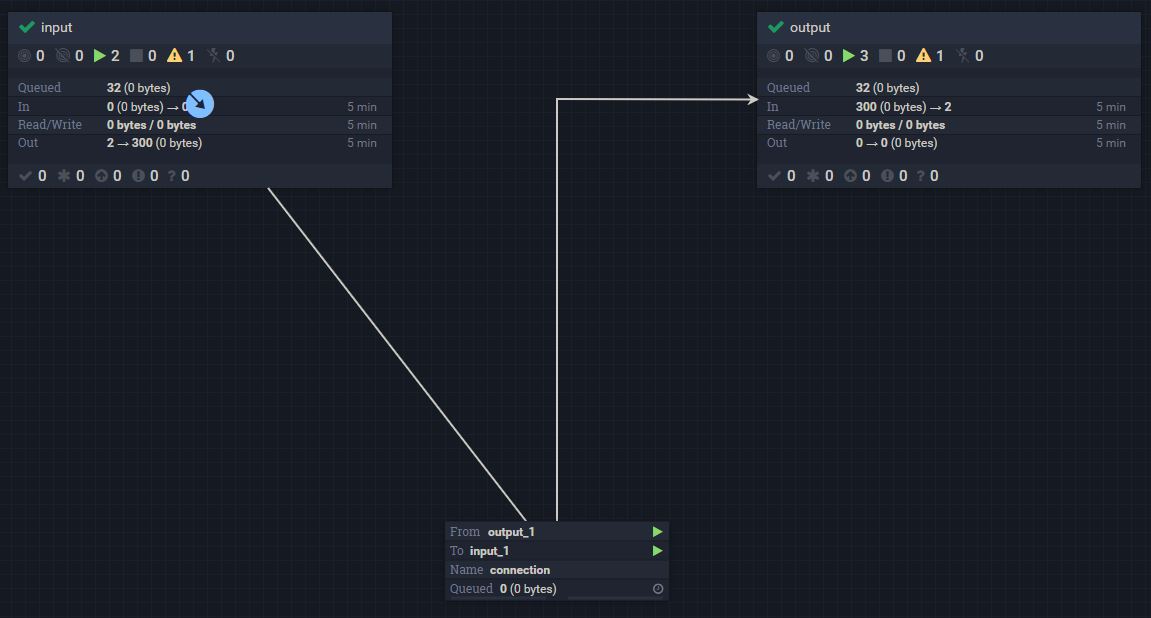 input
0 0 2 0 1 0
Queued 32 (0 bytes)
In 0 (0 bytes) → 0 5 min
Read/Write 0 bytes / 0 bytes 5 min
Out 2 → 300 (0 bytes) 5 min
0 0 0 0 ? 0
output
0 0 3 0 1 0
Queued 32 (0 bytes)
In 300 (0 bytes) → 2 5 min
Read/Write 0 bytes / 0 bytes 5 min
Out 0 → 0 (0 bytes) 5 min
0 0 0 0 ? 0
From output_1
To input_1
Name connection
Queued 0 (0 bytes)